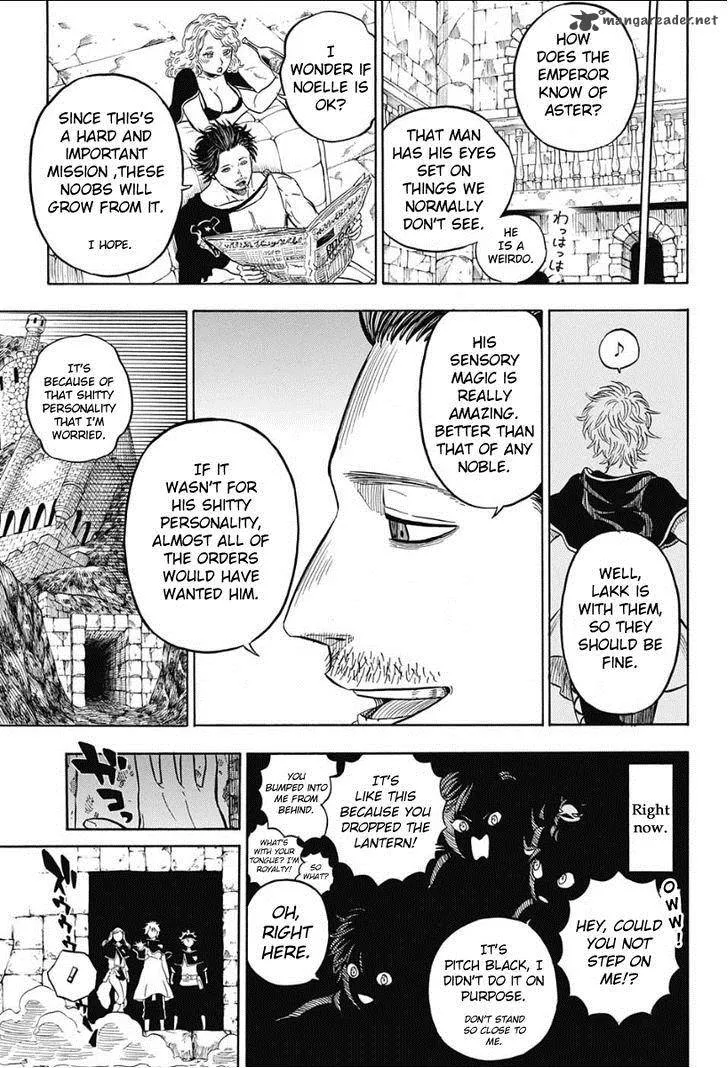 mangareader.net
HOW
DOES THE
EMPEROR
KNOW OF
ASTER?
THAT MAN
HAS HIS EYES
SET ON
THINGS WE
NORMALLY
DON'T SEE.
HE
IS A
WEIRDO.
わっはっは
I
WONDER IF
NOELLE
IS OK?
SINCE THIS'S
A HARD AND
IMPORTANT
MISSION ,THESE
NOOBS WILL
GROW FROM IT.
I HOPE.
♪
WELL,
LAKK IS
WITH THEM,
SO THEY
SHOULD BE
FINE.
HIS
SENSORY
MAGIC IS
REALLY
AMAZING.
BETTER THAN
THAT OF ANY
NOBLE.
IF IT
WASN'T FOR
HIS SHITTY
PERSONALITY,
ALMOST ALL
OF THE
ORDERS
WOULD HAVE
WANTED HIM.
IT'S
BECAUSE OF
THAT SHITTY
PERSONALITY
THAT I'M
WORRIED.
Right
now.
OWW!
HEY, COULD
YOU NOT
STEP ON
ME!?
IT'S
LIKE THIS
BECAUSE YOU
DROPPED THE
LANTERN!
YOU
BUMPED INTO
ME FROM
BEHIND.
SO
WHAT?
WHAT'S
WITH YOUR
TONGUE? I'M
ROYALTY!
IT'S
PITCH BLACK, I
DIDN'T DO IT ON
PURPOSE.
DON'T STAND
SO CLOSE TO
ME.
OH,
RIGHT
HERE.
ガコッ
!